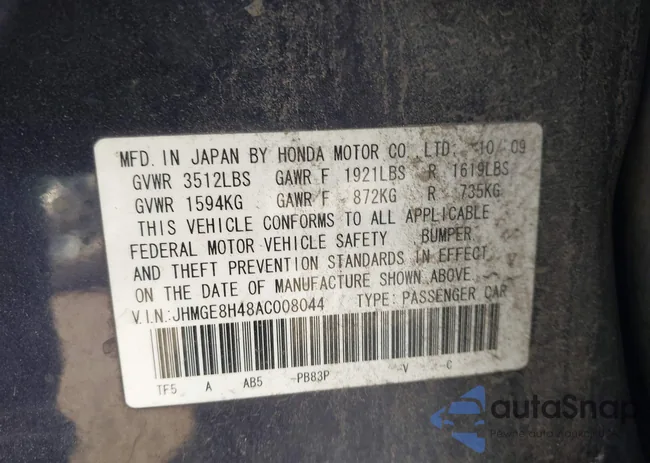 MFD. IN JAPAN BY HONDA MOTOR CO.,LTD. 10/09
GVWR 3512LBS GAWR F 1921LBS R 1619LBS
GVWR 1594KG GAWR F 872KG R 735KG
THIS VEHICLE CONFORMS TO ALL APPLICABLE
FEDERAL MOTOR VEHICLE SAFETY BUMPER
AND THEFT PREVENTION STANDARDS IN EFFECT
ON THE DATE OF MANUFACTURE SHOWN ABOVE
V.I.N.:JHMGE8H48AC008044 TYPE: PASSENGER CAR
TF5 A AB5 -PB83P -V -C
autaSnap